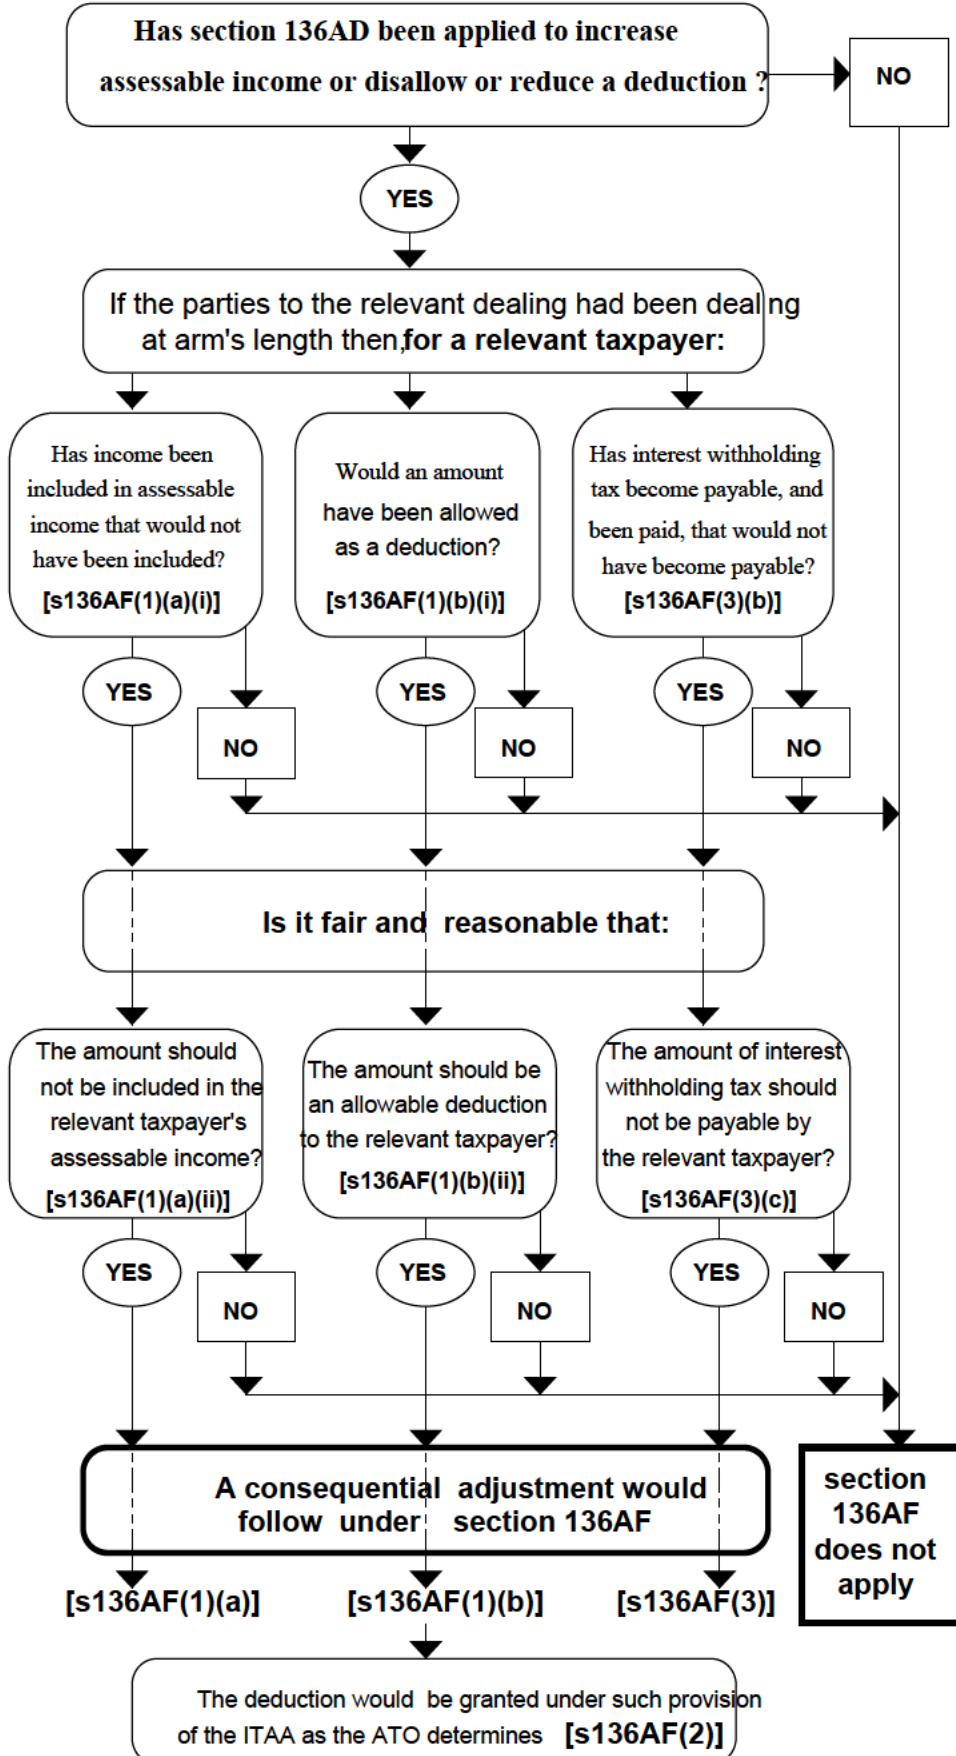 Has section 136AD been applied to increase
assessable income or disallow or reduce a deduction ?
NO
YES
If the parties to the relevant dealing had been dealing
at arm's length then, for a relevant taxpayer:
Has income been
included in assessable
income that would not
have been included?
[s136AF(1)(a)(i)]
Would an amount
have been allowed
as a deduction?
[s136AF(1)(b)(i)]
Has interest withholding
tax become payable, and
been paid, that would not
have become payable?
[s136AF(3)(b)]
YES
NO
YES
NO
YES
NO
Is it fair and reasonable that:
The amount should
not be included in the
relevant taxpayer's
assessable income?
[s136AF(1)(a)(ii)]
The amount should be
an allowable deduction
to the relevant taxpayer?
[s136AF(1)(b)(ii)]
The amount of interest
withholding tax should
not be payable by
the relevant taxpayer?
[s136AF(3)(c)]
YES
NO
YES
NO
YES
NO
A consequential adjustment would
follow under section 136AF
section
136AF
does not
apply
[s136AF(1)(a)]
[s136AF(1)(b)]
[s136AF(3)]
The deduction would be granted under such provision
of the ITAA as the ATO determines [s136AF(2)]